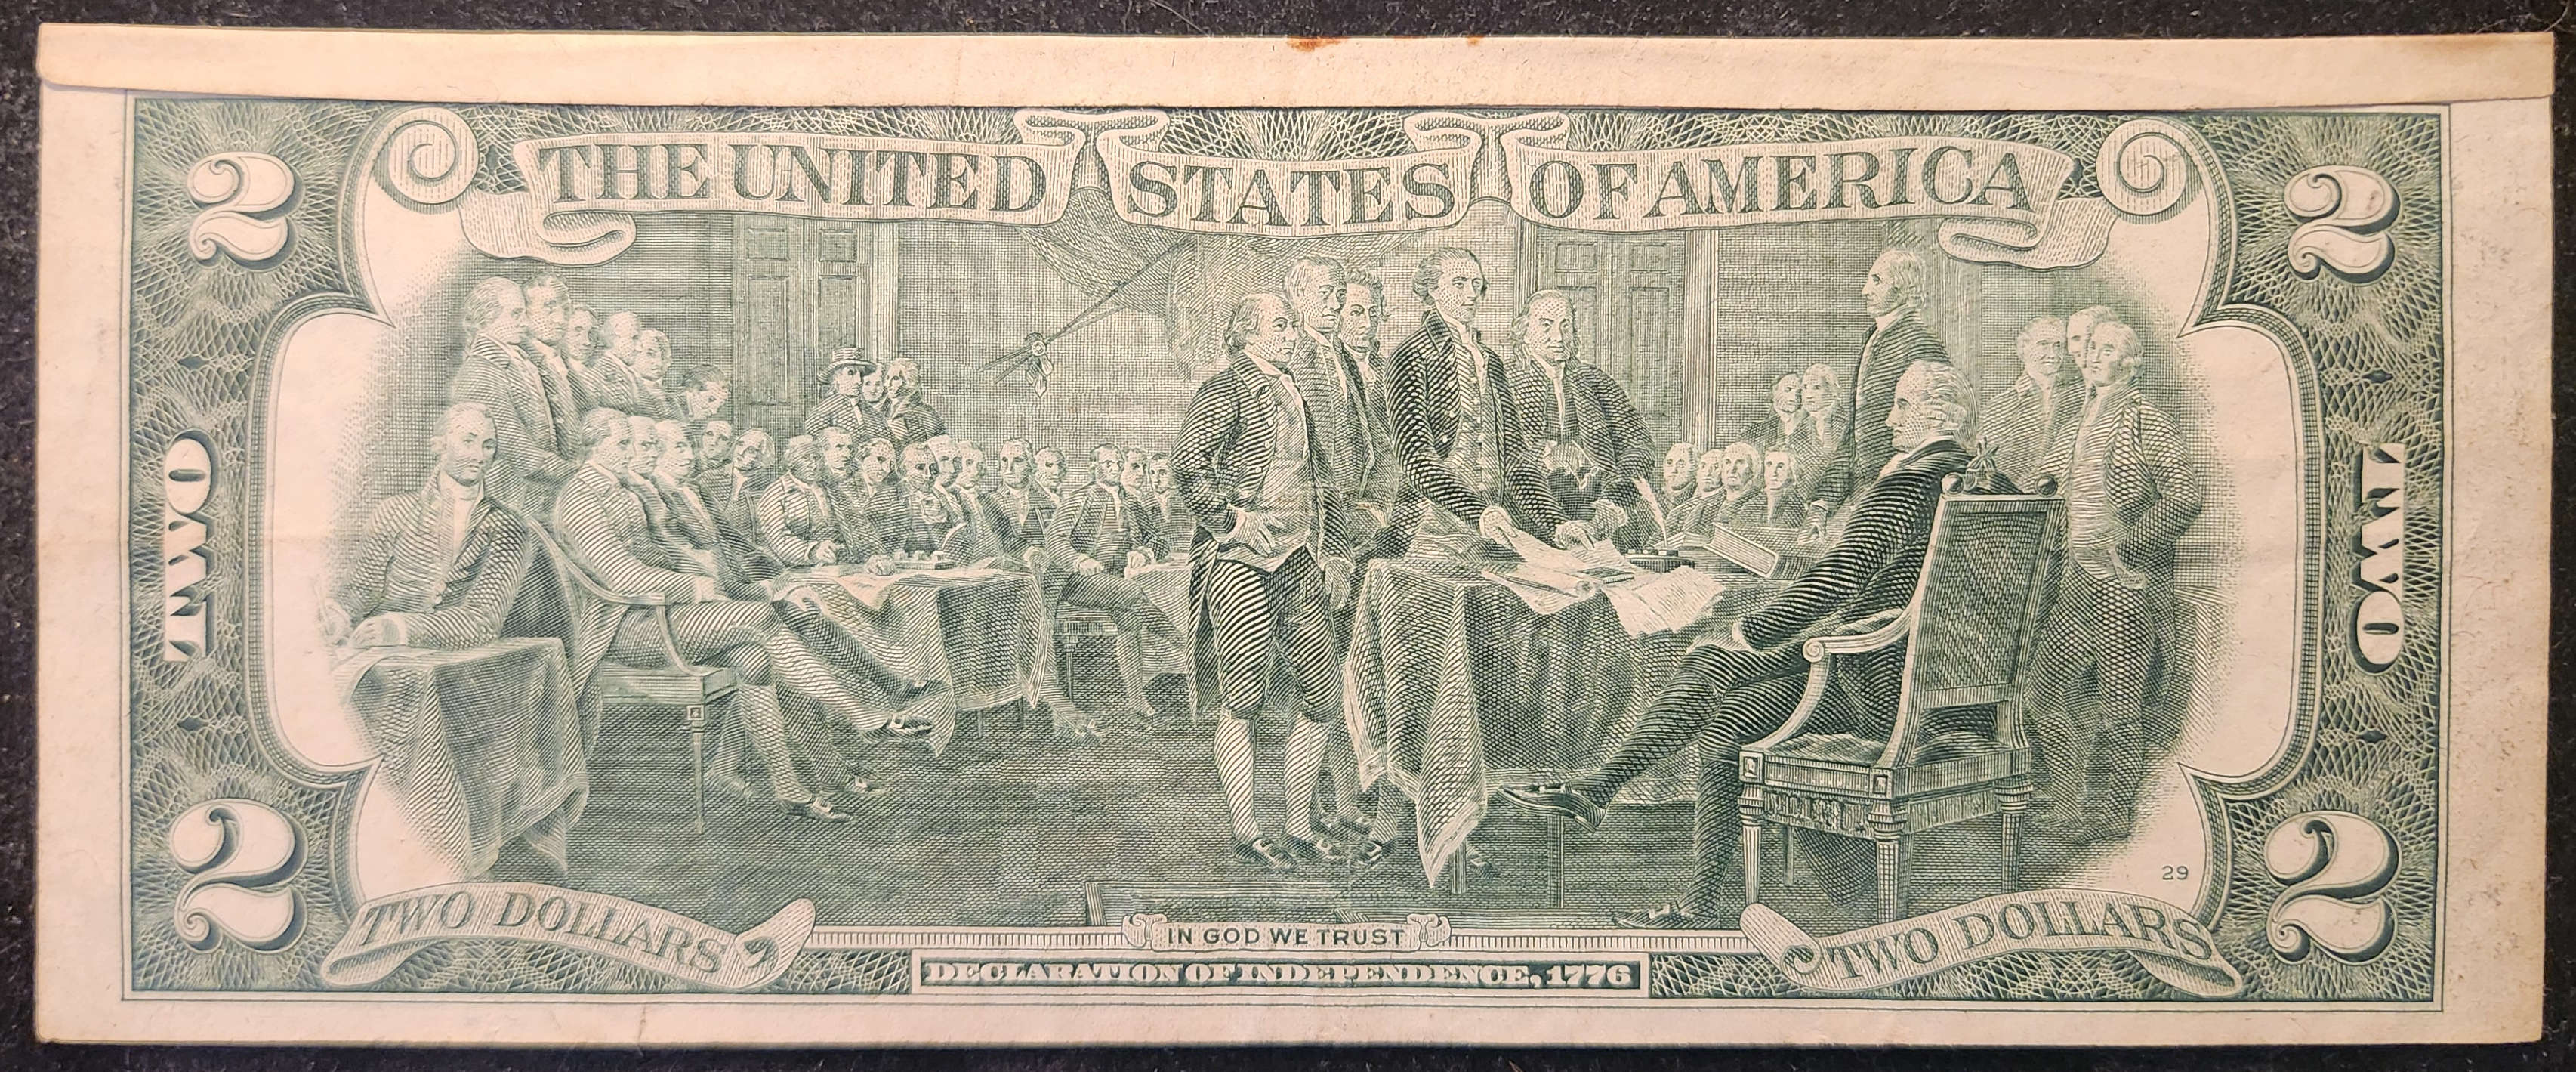 THE UNITED STATES OF AMERICA
2
2
TWO
TWO
29
2
TWO DOLLARS
IN GOD WE TRUST
TWO DOLLARS
2
DECLARATION OF INDEPENDENCE, 1776